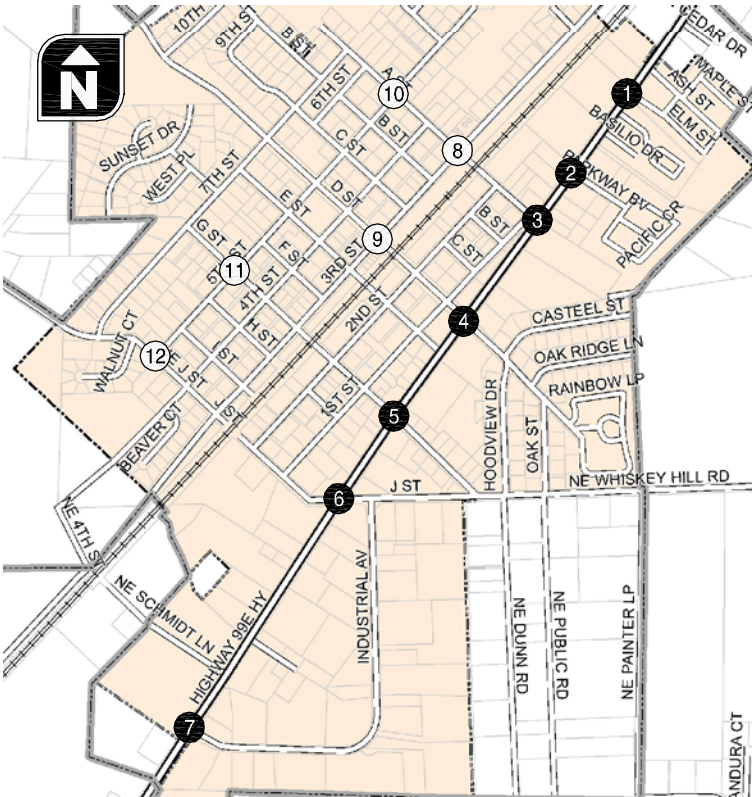 N
10TH
9TH S
B ST
6TH ST
A
10
B ST
C ST
8
CEDAR DR
MAPLE S
ASH ST
ELM ST
1
BASILIO DR
2
PARKWAY BV
PACIFIC CR
3
B ST
C ST
SUNSET DR
WEST PL
7TH ST
E ST
D ST
9
3RD ST
G ST
F ST
5 ST
11
4TH ST
H ST
2ND ST
4
CASTEEL ST
OAK RIDGE LN
RAINBOW LP
WALNUT CT
12
E J ST
I ST
J ST
1ST ST
5
BEAVER CT
HOODVIEW DR
OAK ST
NE WHISKEY HILL RD
6
J ST
NE 4TH ST
NE SCHMIDT LN
HIGHWAY 99E HY
INDUSTRIAL AV
NE DUNN RD
NE PUBLIC RD
NE PAINTER LP
7
ANDURA CT